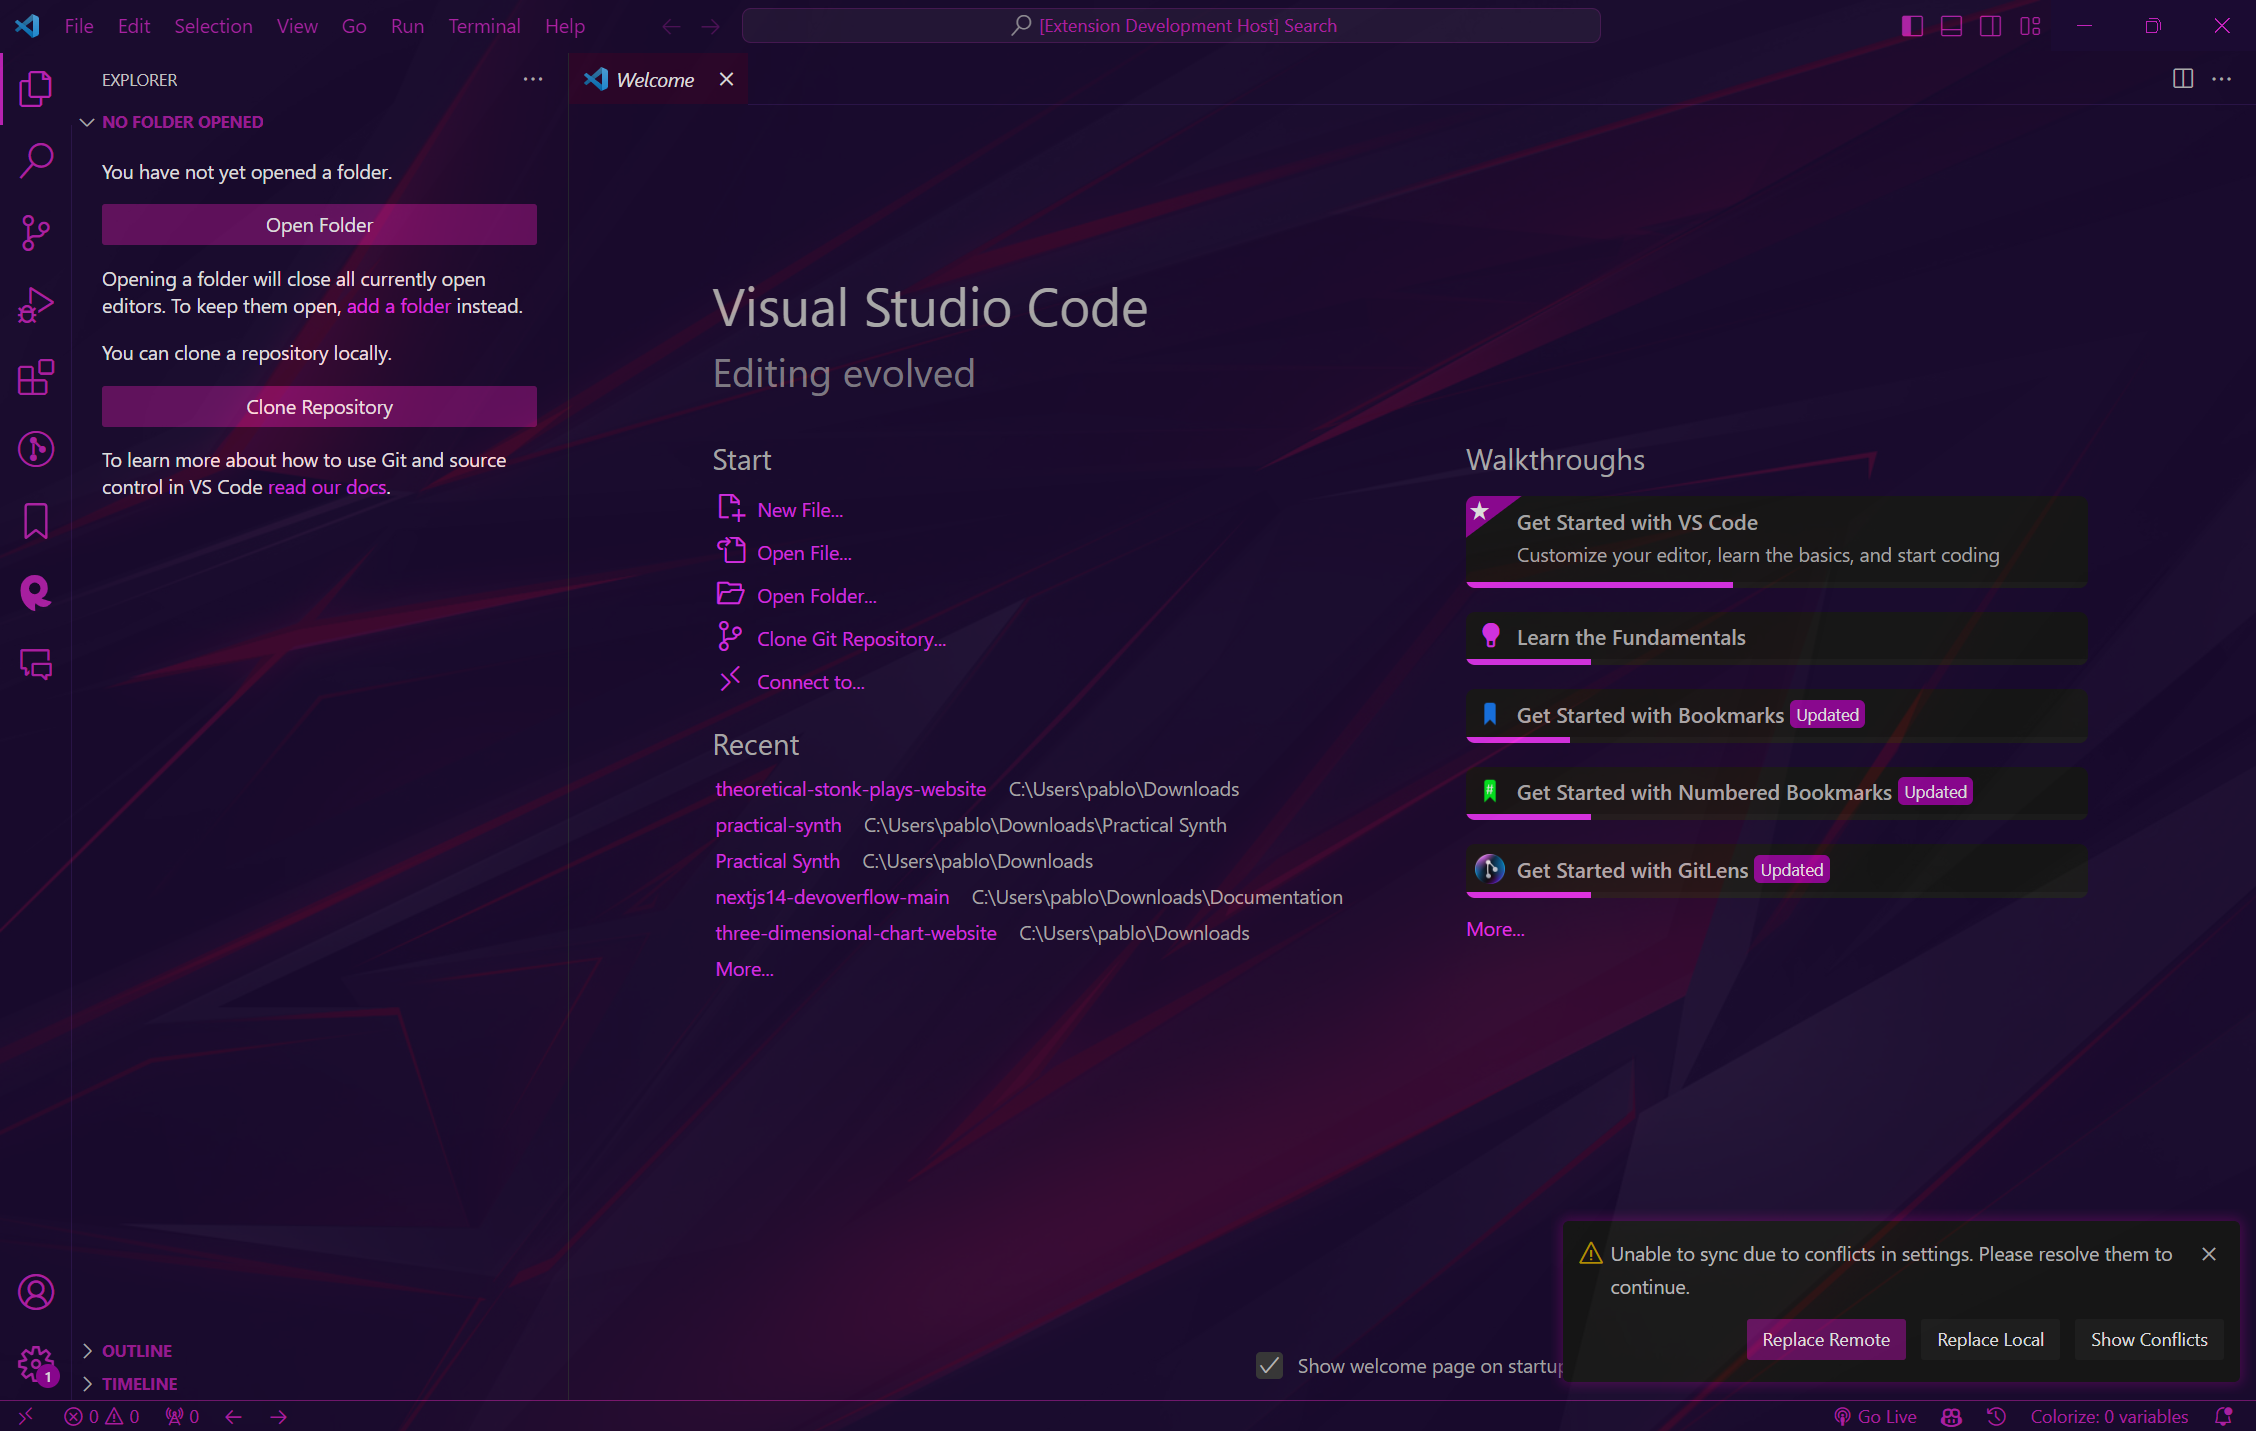 File Edit Selection View Go Run Terminal Help
[Extension Development Host] Search
EXPLORER
NO FOLDER OPENED
You have not yet opened a folder.
Open Folder
Opening a folder will close all currently open
editors. To keep them open, add a folder instead.
You can clone a repository locally.
Clone Repository
To learn more about how to use Git and source
control in VS Code read our docs.
OUTLINE
TIMELINE
1
Welcome
Visual Studio Code
Editing evolved
Start
New File...
Open File...
Open Folder...
Clone Git Repository...
Connect to...
Recent
theoretical-stonk-plays-website C:\Users\pablo\Downloads
practical-synth C:\Users\pablo\Downloads\Practical Synth
Practical Synth C:\Users\pablo\Downloads
nextjs14-devoverflow-main C:\Users\pablo\Downloads\Documentation
three-dimensional-chart-website C:\Users\pablo\Downloads
More...
Walkthroughs
Get Started with VS Code
Customize your editor, learn the basics, and start coding
Learn the Fundamentals
Get Started with Bookmarks Updated
# Get Started with Numbered Bookmarks Updated
Get Started with GitLens Updated
More...
Show welcome page on startup
Unable to sync due to conflicts in settings. Please resolve them to
continue.
Replace Remote Replace Local Show Conflicts
0 0 0
Go Live Colorize: 0 variables